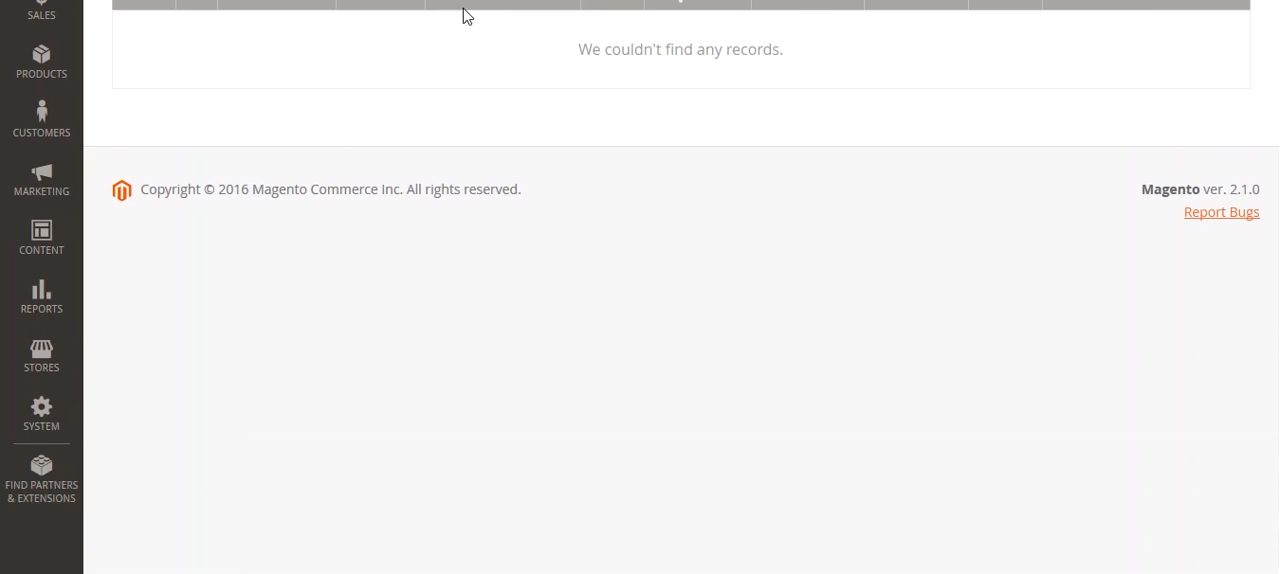 SALES
We couldn't find any records.
PRODUCTS
CUSTOMERS
MARKETING
Copyright © 2016 Magento Commerce Inc. All rights reserved.
Magento ver. 2.1.0
Report Bugs
CONTENT
REPORTS
STORES
SYSTEM
FIND PARTNERS
& EXTENSIONS